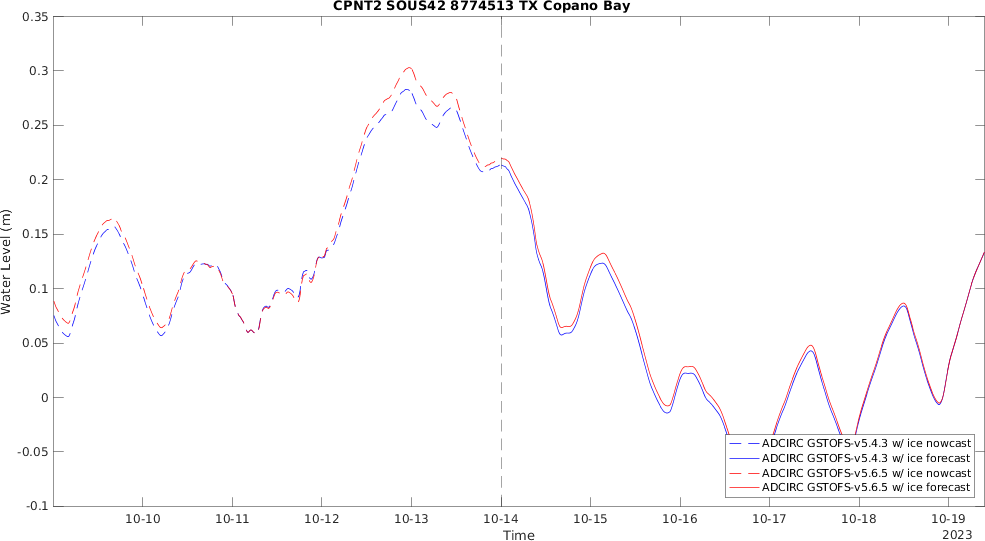 CPNT2 SOUS42 8774513 TX Copano Bay
0.35
0.3
0.25
0.2
0.15
0.1
0.05
0
-0.05
-0.1
Water Level (m)
ADCIRC GSTOFS-v5.4.3 w/ ice nowcast
ADCIRC GSTOFS-v5.4.3 w/ ice forecast
ADCIRC GSTOFS-v5.6.5 w/ ice nowcast
ADCIRC GSTOFS-v5.6.5 w/ ice forecast
10-10 10-11 10-12 10-13 10-14 10-15 10-16 10-17 10-18 10-19
Time
2023